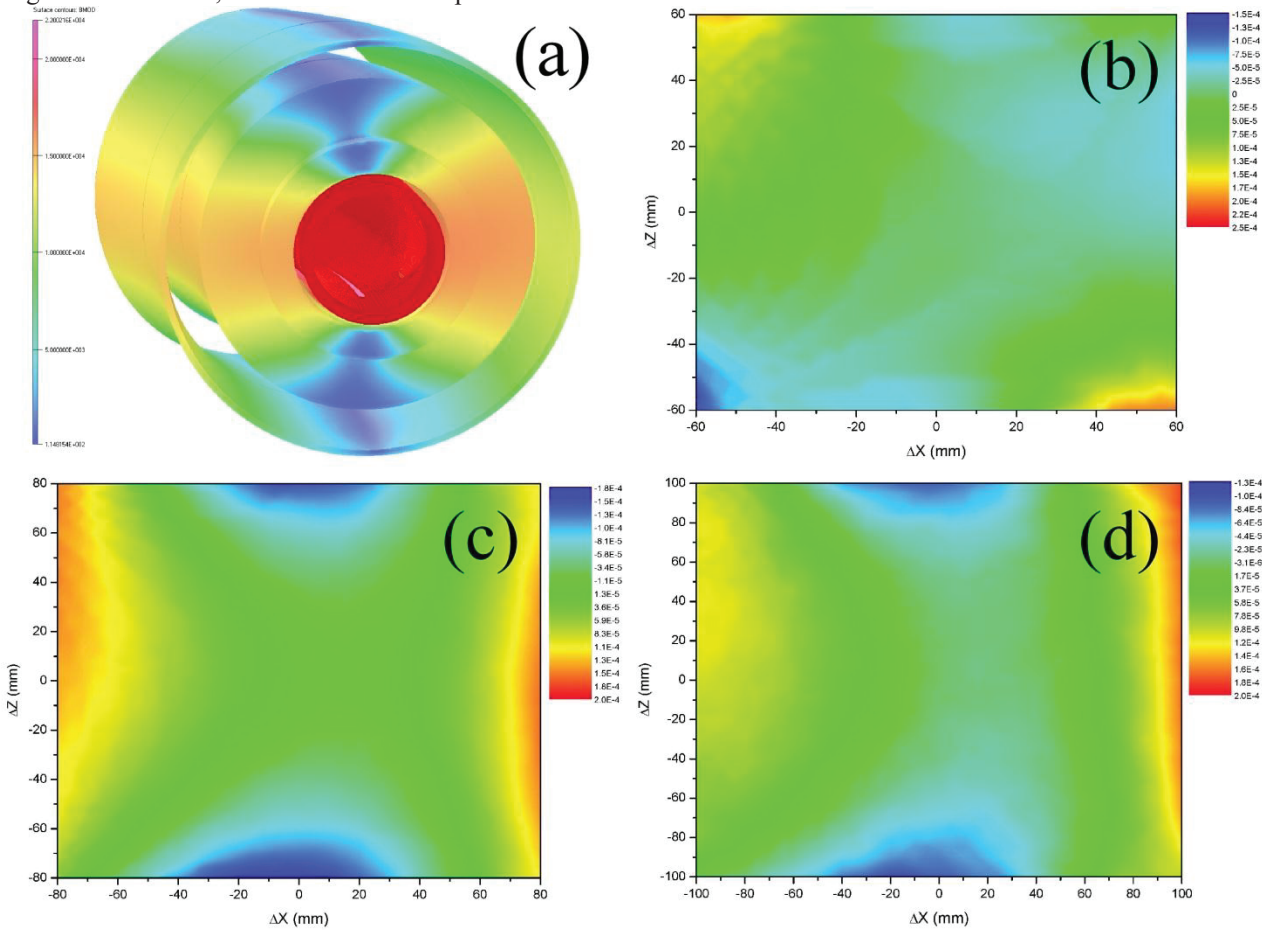 Surface contours: BMOD
2.200216E+004
2.000000E+004
1.500000E+004
1.000000E+004
5.000000E+003
1.148154E+002
(a)
(b)
60
40
20
0
-20
-40
-60
ΔZ (mm)
-60 -40 -20 0 20 40 60
ΔX (mm)
-1.5E-4
-1.3E-4
-1.0E-4
-7.5E-5
-5.0E-5
-2.5E-5
0
2.5E-5
5.0E-5
7.5E-5
1.0E-4
1.3E-4
1.5E-4
1.7E-4
2.0E-4
2.2E-4
2.5E-4
(c)
80
60
40
20
0
-20
-40
-60
-80
ΔZ (mm)
-80 -60 -40 -20 0 20 40 60 80
ΔX (mm)
-1.8E-4
-1.5E-4
-1.3E-4
-1.0E-4
-8.1E-5
-5.8E-5
-3.4E-5
-1.1E-5
1.3E-5
3.6E-5
5.9E-5
8.3E-5
1.1E-4
1.3E-4
1.5E-4
1.8E-4
2.0E-4
(d)
100
80
60
40
20
0
-20
-40
-60
-80
-100
ΔZ (mm)
-100 -80 -60 -40 -20 0 20 40 60 80 100
ΔX (mm)
-1.3E-4
-1.0E-4
-8.4E-5
-6.4E-5
-4.4E-5
-2.3E-5
-3.1E-6
1.7E-5
3.7E-5
5.8E-5
9.8E-5
1.2E-4
1.4E-4
1.6E-4
1.8E-4
2.0E-4